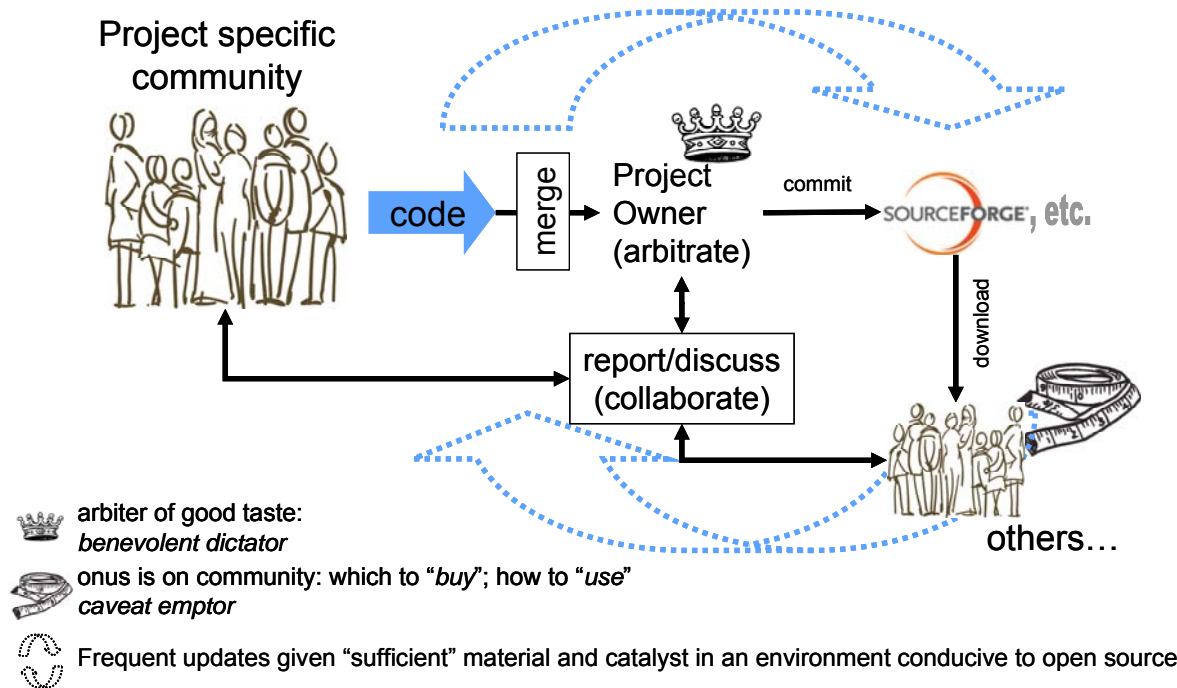 Project specific
community
code
merge
Project
Owner
(arbitrate)
commit
SOURCEFORGE®, etc.
download
report/discuss
(collaborate)
others…
arbiter of good taste:
benevolent dictator
onus is on community: which to “buy”; how to “use”
caveat emptor
Frequent updates given “sufficient” material and catalyst in an environment conducive to open source